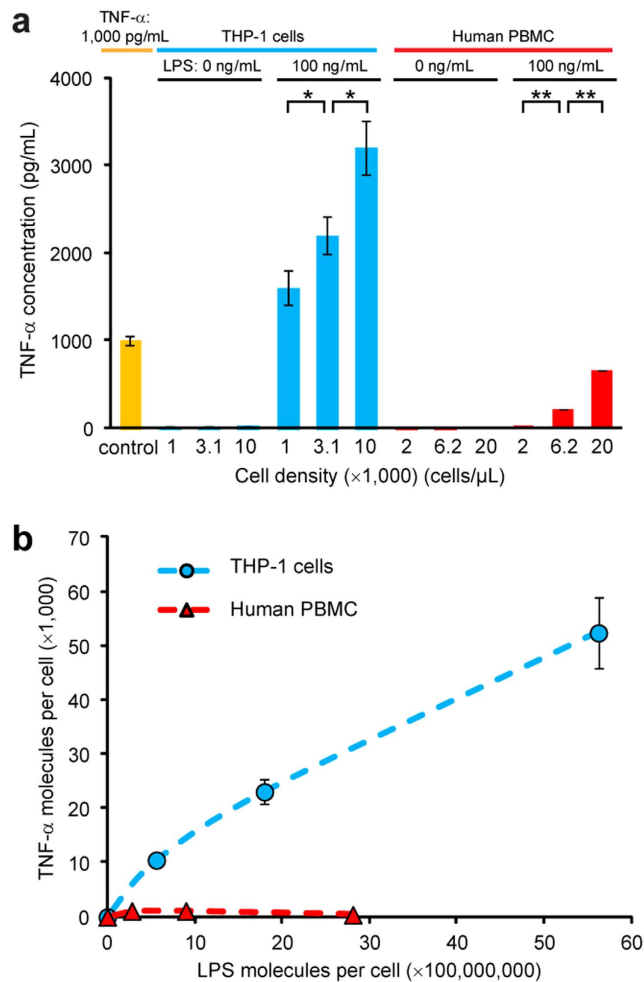 a
TNF-α:
1,000 pg/mL
THP-1 cells
Human PBMC
LPS: 0 ng/mL
100 ng/mL
0 ng/mL
100 ng/mL
4000
3000
2000
1000
0
TNF-α concentration (pg/mL)
* * ** **
control 1 3.1 10 1 3.1 10 2 6.2 20 2 6.2 20
Cell density (×1,000) (cells/µL)
b
70
60
50
40
30
20
10
0
TNF-α molecules per cell (×1,000)
THP-1 cells
Human PBMC
0 10 20 30 40 50 60
LPS molecules per cell (×100,000,000)